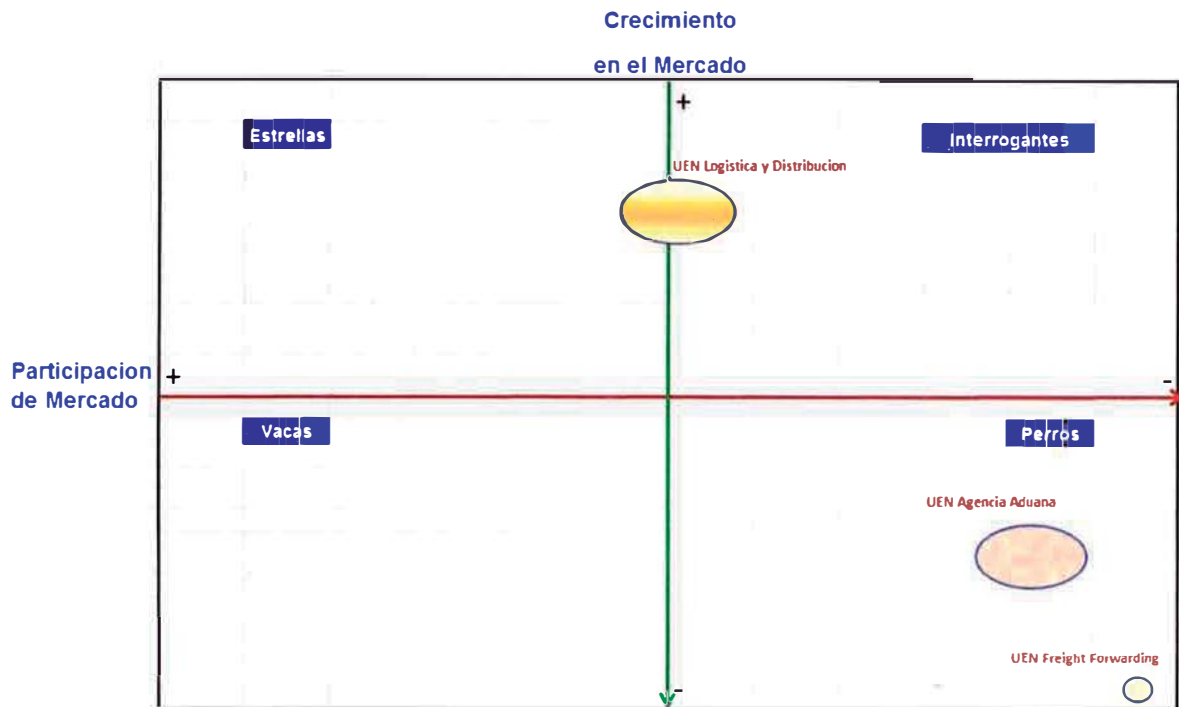 Crecimiento
en el Mercado
+
Estrellas
Interrogantes
UEN Logistica y Distribucion
Participacion
de Mercado
+
-
Vacas
Perros
UEN Agencia Aduana
UEN Freight Forwarding
-